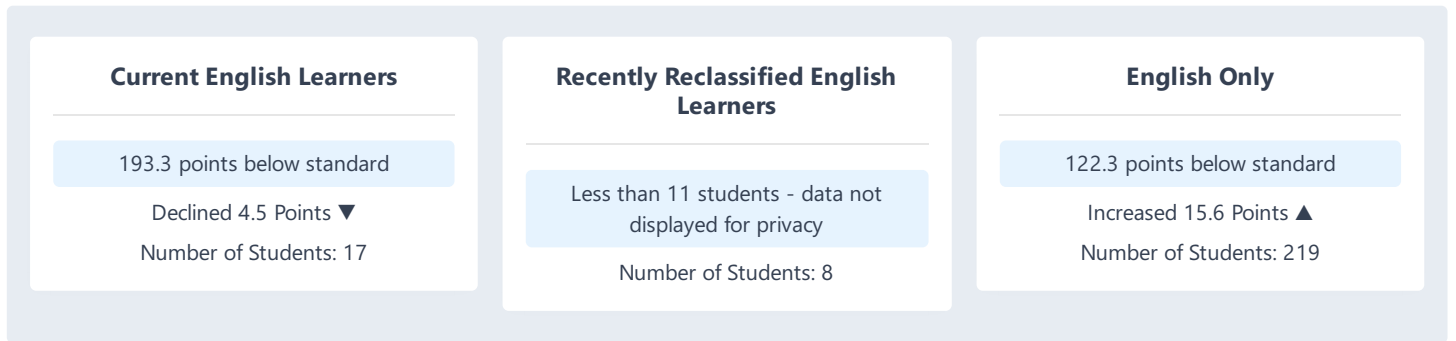 Current English Learners
193.3 points below standard
Declined 4.5 Points ▼
Number of Students: 17
Recently Reclassified English
Learners
Less than 11 students - data not
displayed for privacy
Number of Students: 8
English Only
122.3 points below standard
Increased 15.6 Points ▲
Number of Students: 219